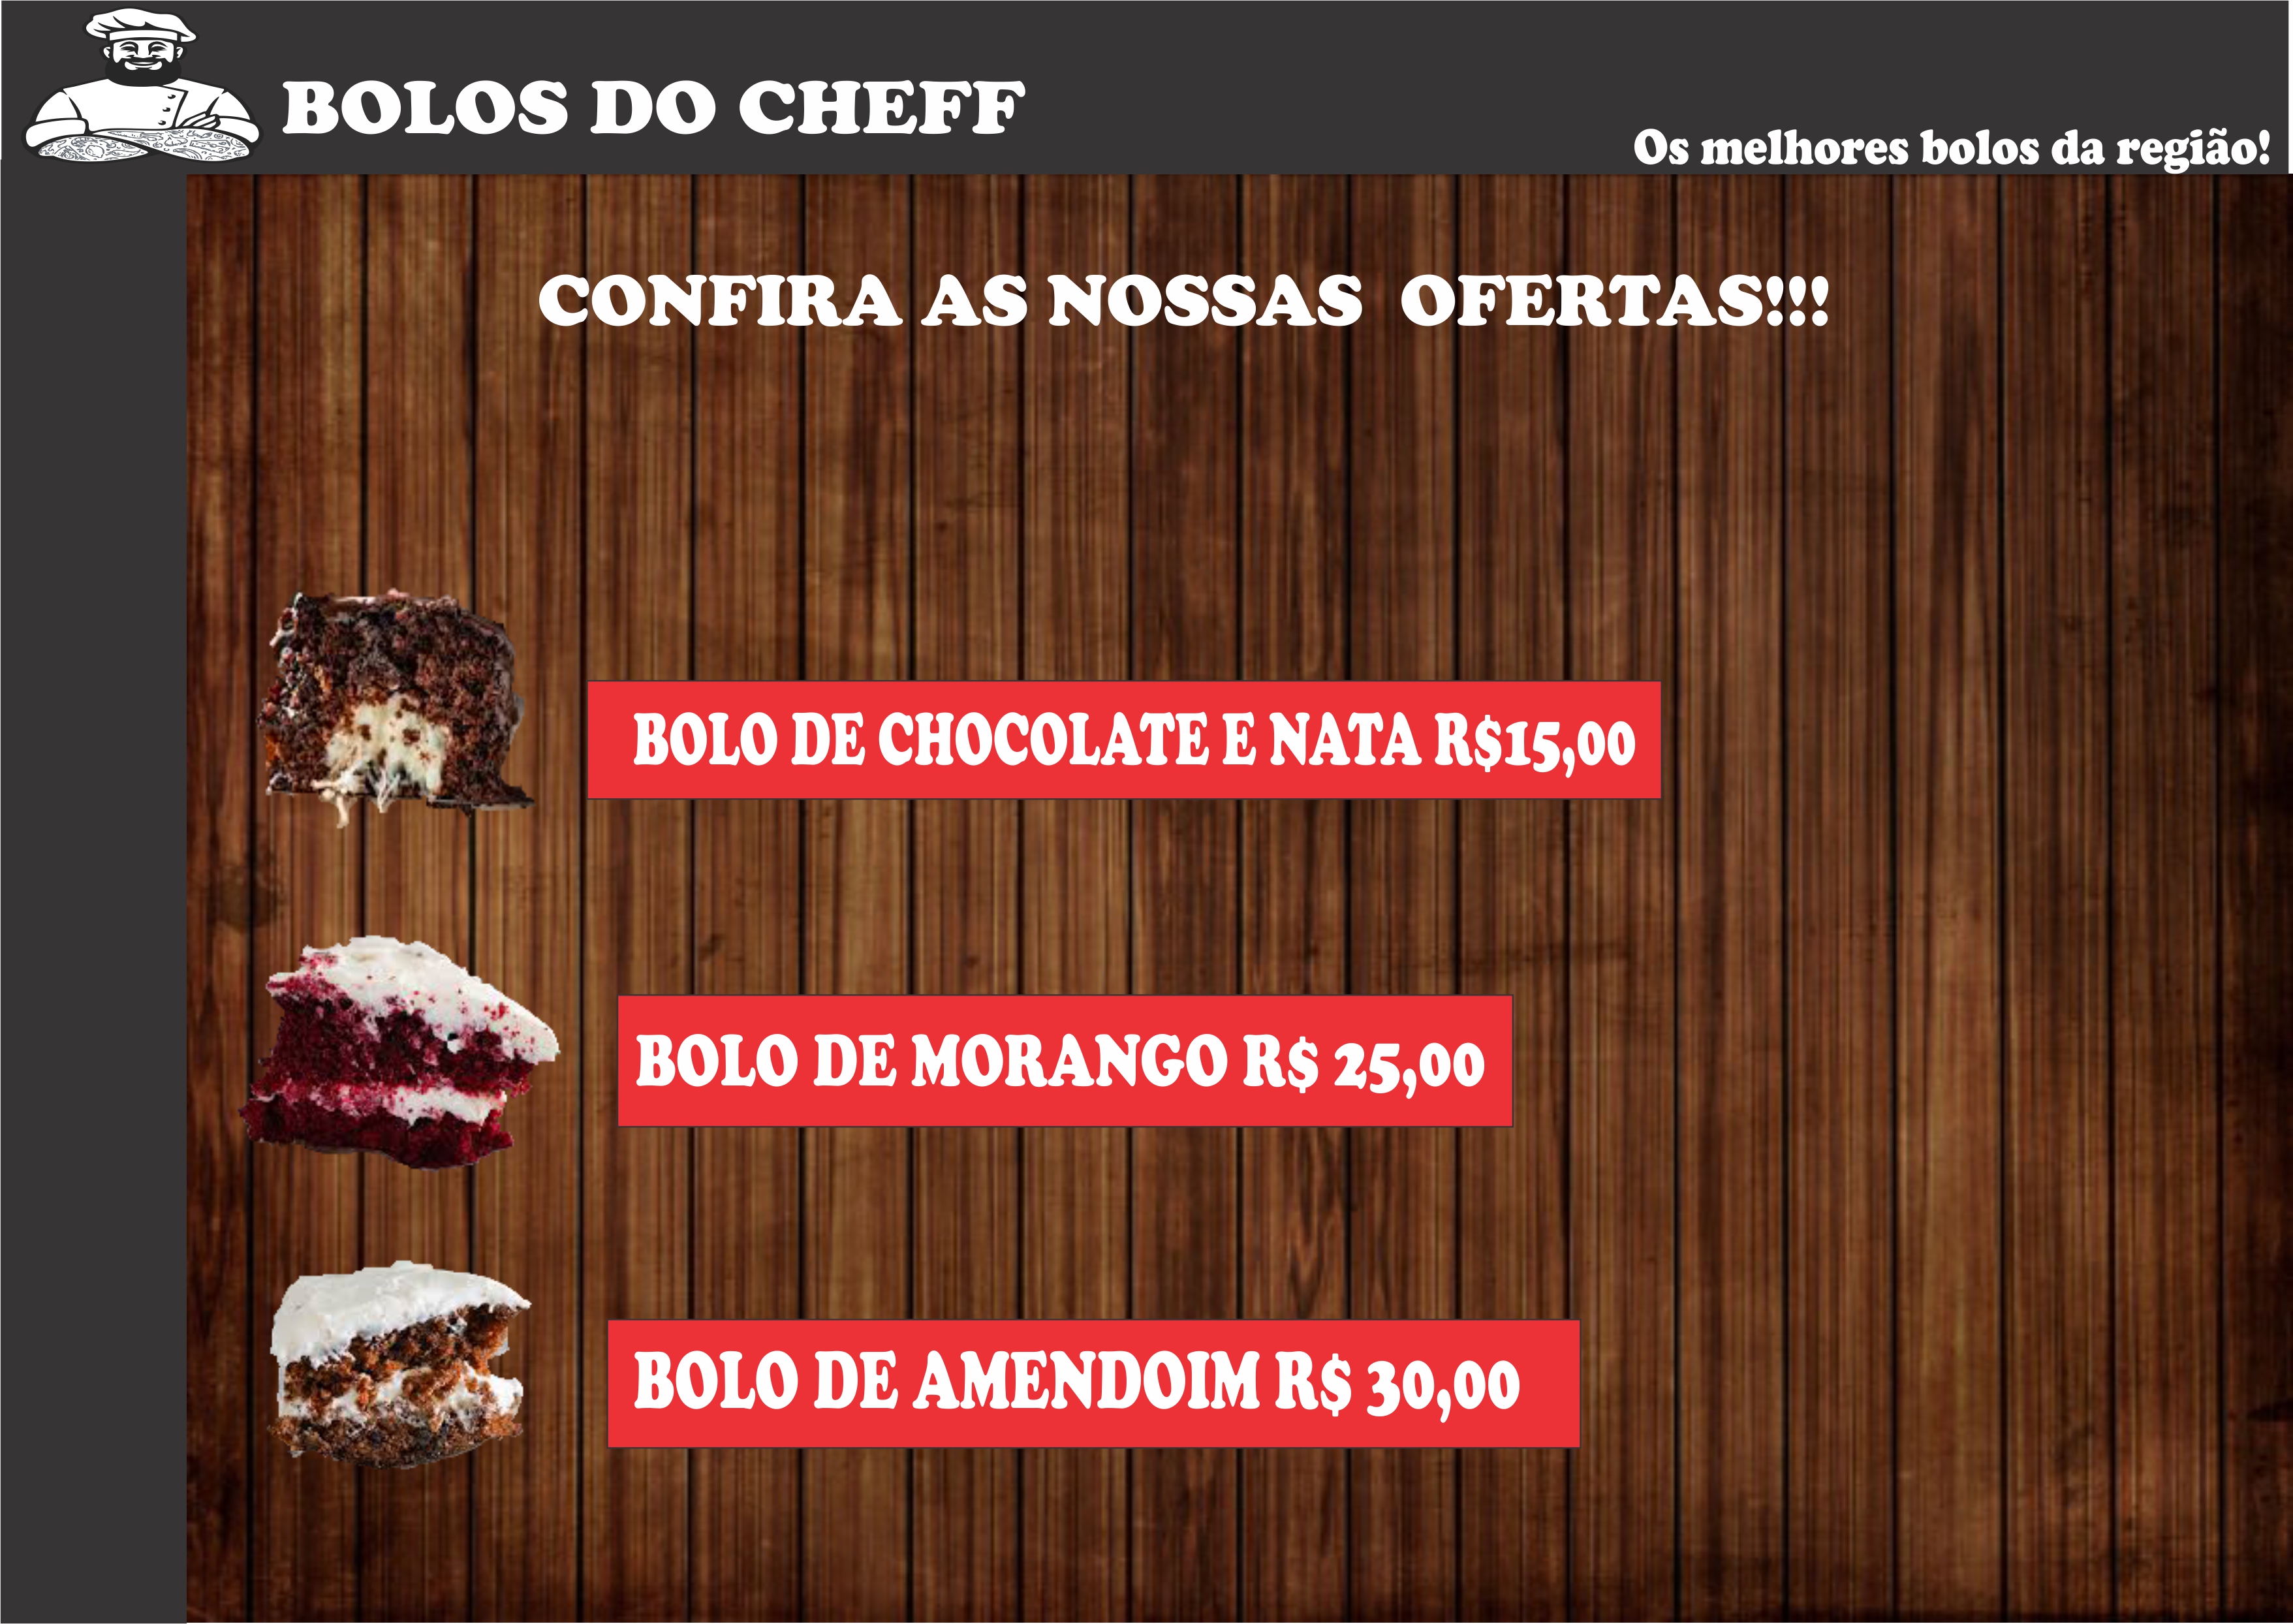 BOLOS DO CHEFF
Os melhores bolos da região!
CONFIRA AS NOSSAS OFERTAS!!!
BOLO DE CHOCOLATE E NATA R$15,00
BOLO DE MORANGO R$ 25,00
BOLO DE AMENDOIM R$ 30,00